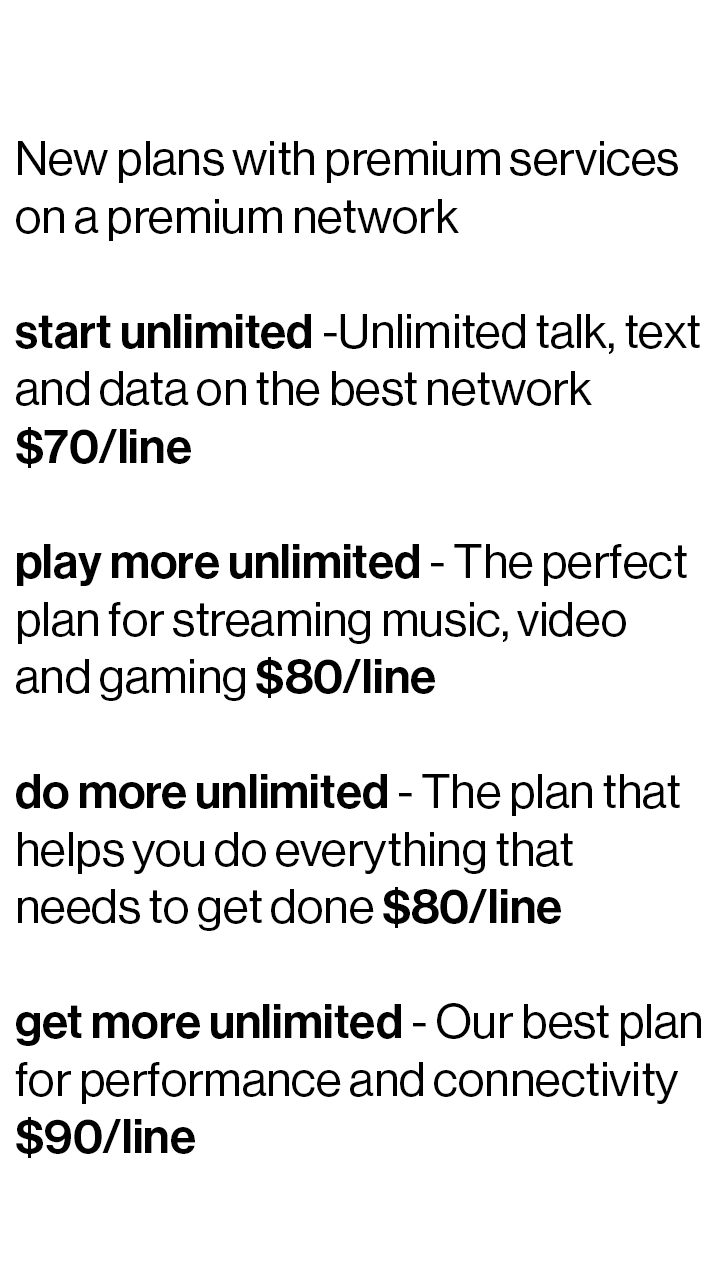 New plans with premium services
on a premium network
start unlimited -Unlimited talk, text
and data on the best network
$70/line
play more unlimited - The perfect
plan for streaming music, video
and gaming $80/line
do more unlimited - The plan that
helps you do everything that
needs to get done $80/line
get more unlimited - Our best plan
for performance and connectivity
$90/line